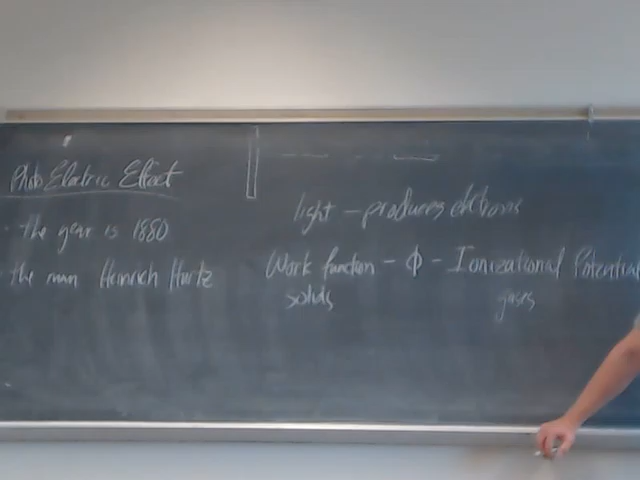 Photo Electric Effect
· the year is 1880
· the man Heinrich Hurtz
light - produces electrons
Work function - Φ - Ionizational Potential
solids
gases